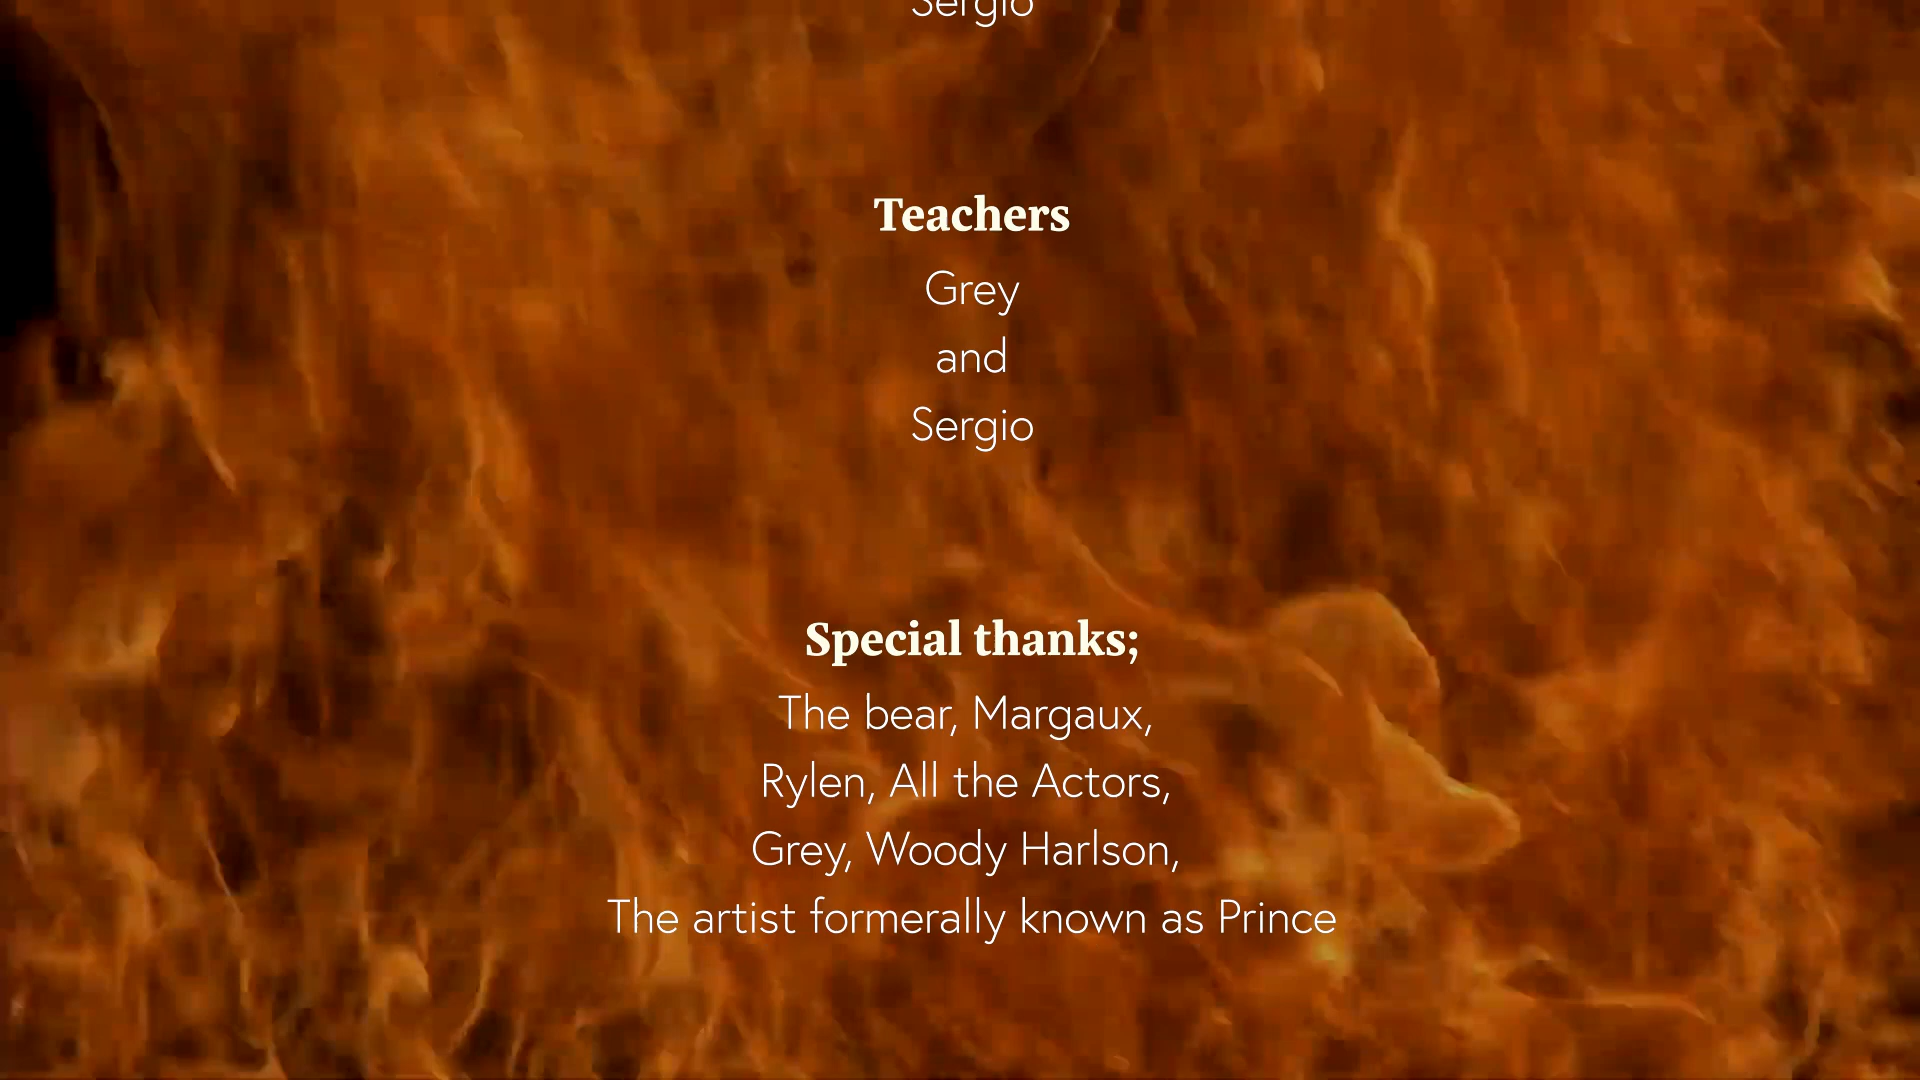 Sergio
Teachers
Grey
and
Sergio
Special thanks;
The bear, Margaux,
Rylen, All the Actors,
Grey, Woody Harlson,
The artist formerally known as Prince